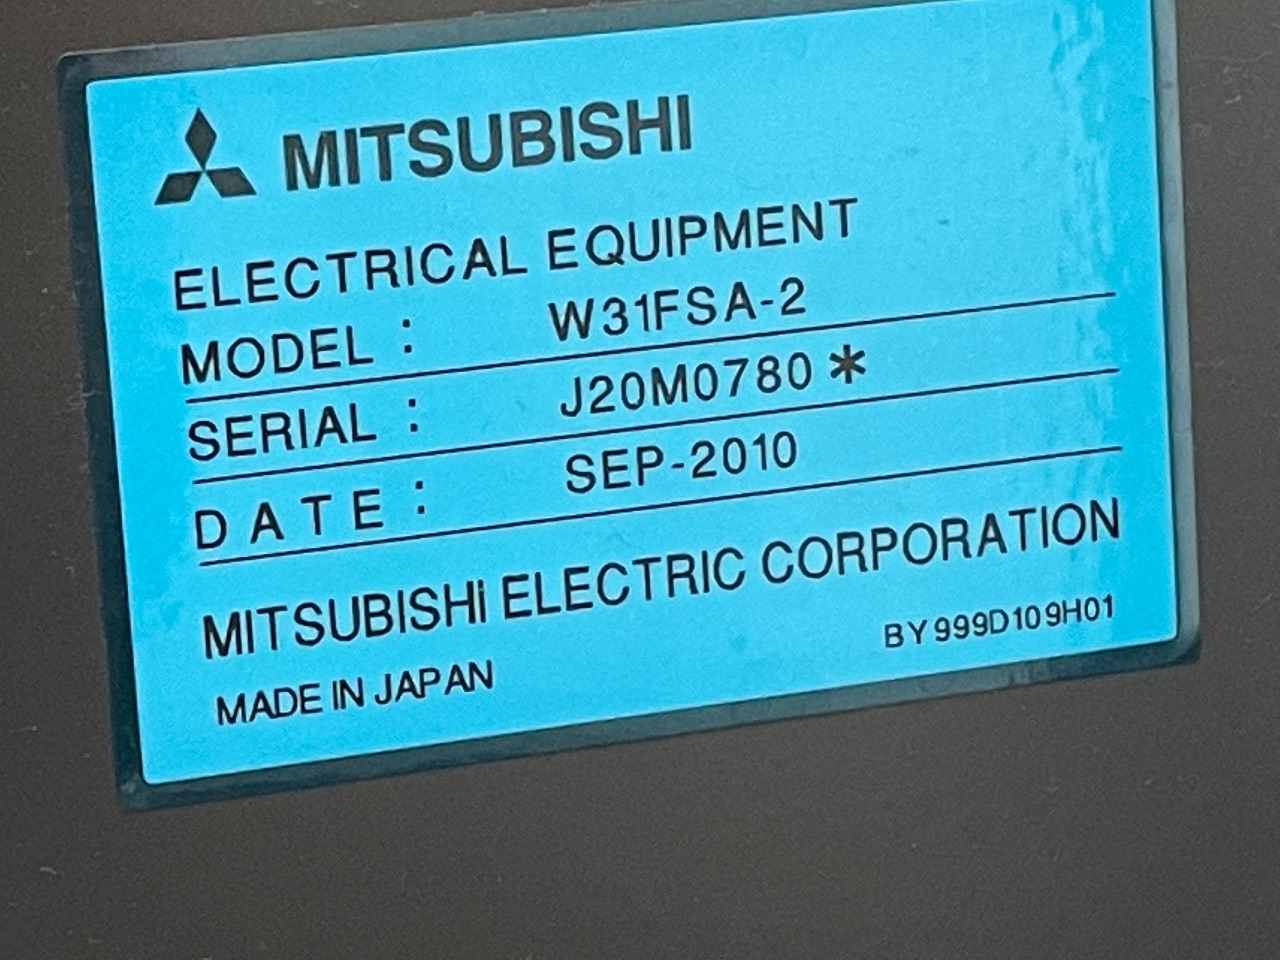 MITSUBISHI
ELECTRICAL EQUIPMENT
MODEL : W31FSA-2
SERIAL : J20M0780*
DATE : SEP-2010
MITSUBISHi ELECTRIC CORPORATION
MADE IN JAPAN BY999D109H01